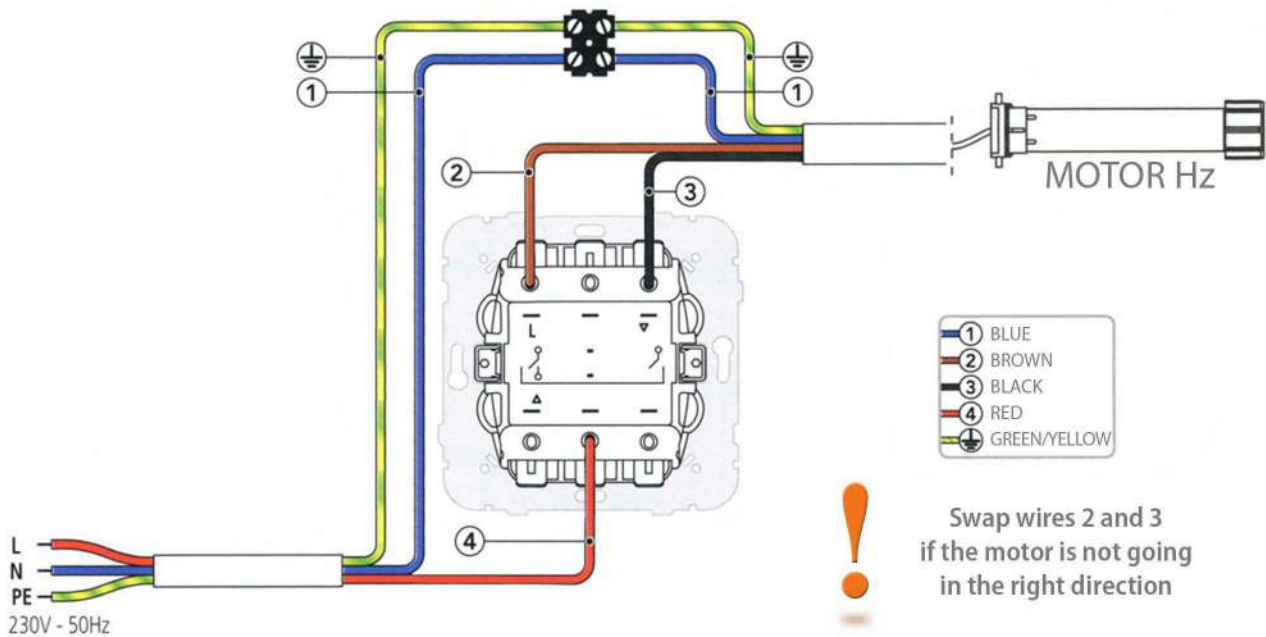 1
1
2
3
MOTOR Hz
L
1 BLUE
2 BROWN
3 BLACK
4 RED
GREEN/YELLOW
4
Swap wires 2 and 3
if the motor is not going
in the right direction
L
N
PE
230V - 50Hz